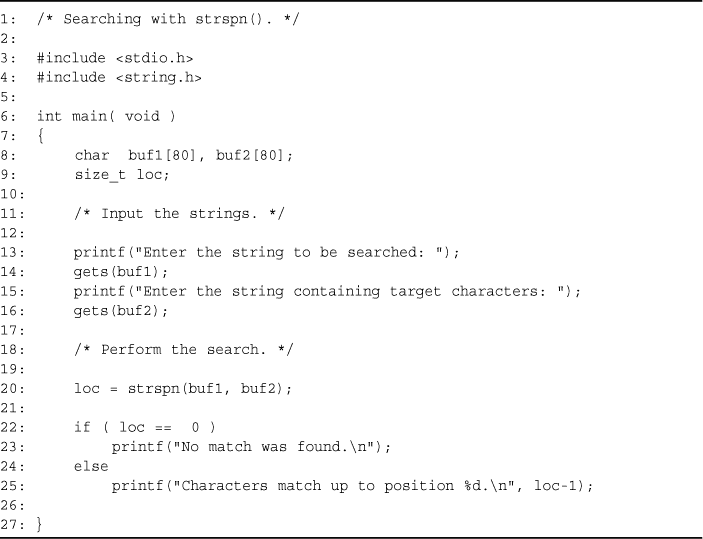 1: /* Searching with strspn(). */
2:
3: #include <stdio.h>
4: #include <string.h>
5:
6: int main( void )
7: {
8: char buf1[80], buf2[80];
9: size_t loc;
10:
11: /* Input the strings. */
12:
13: printf("Enter the string to be searched: ");
14: gets(buf1);
15: printf("Enter the string containing target characters: ");
16: gets(buf2);
17:
18: /* Perform the search. */
19:
20: loc = strspn(buf1, buf2);
21:
22: if ( loc == 0 )
23: printf("No match was found.\n");
24: else
25: printf("Characters match up to position %d.\n", loc-1);
26:
27: }